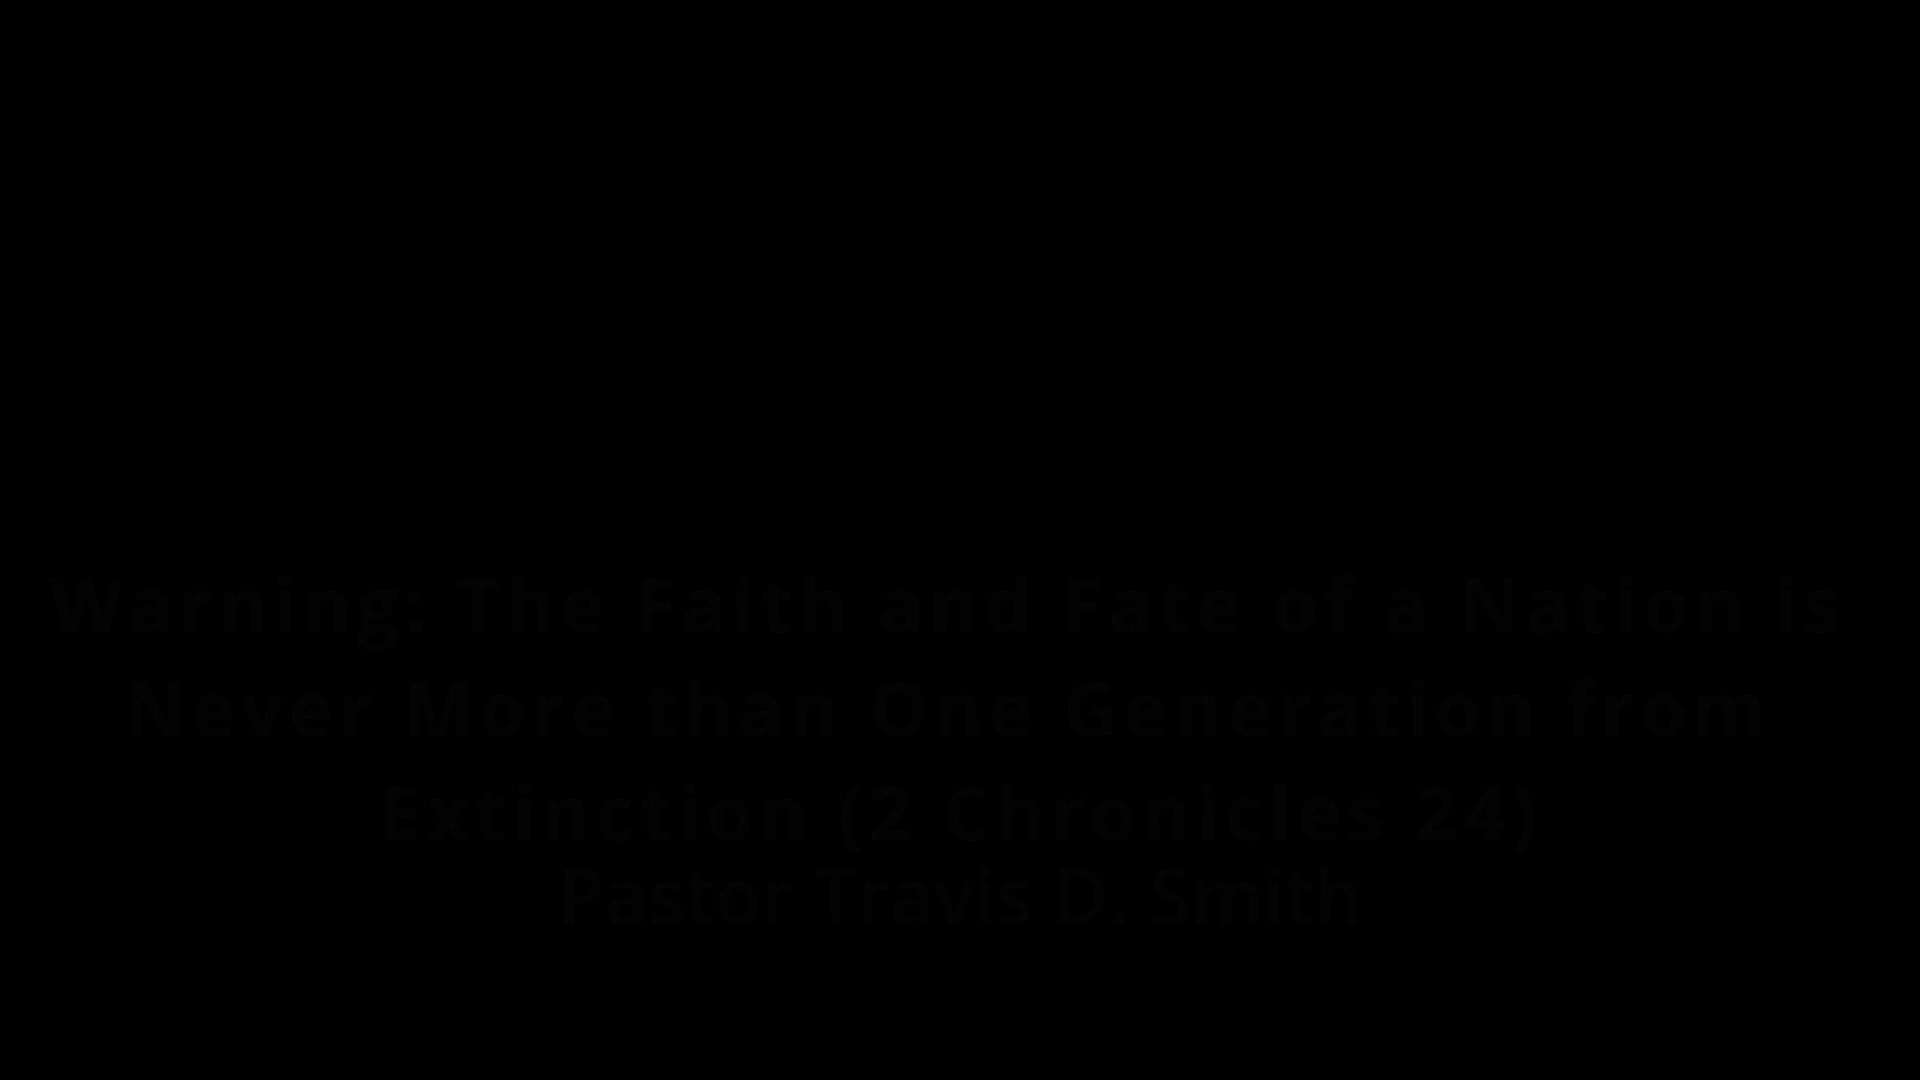 Warning: The Faith and Fate of a Nation is
Never More than One Generation from
Extinction (2 Chronicles 24)
Pastor Travis D. Smith